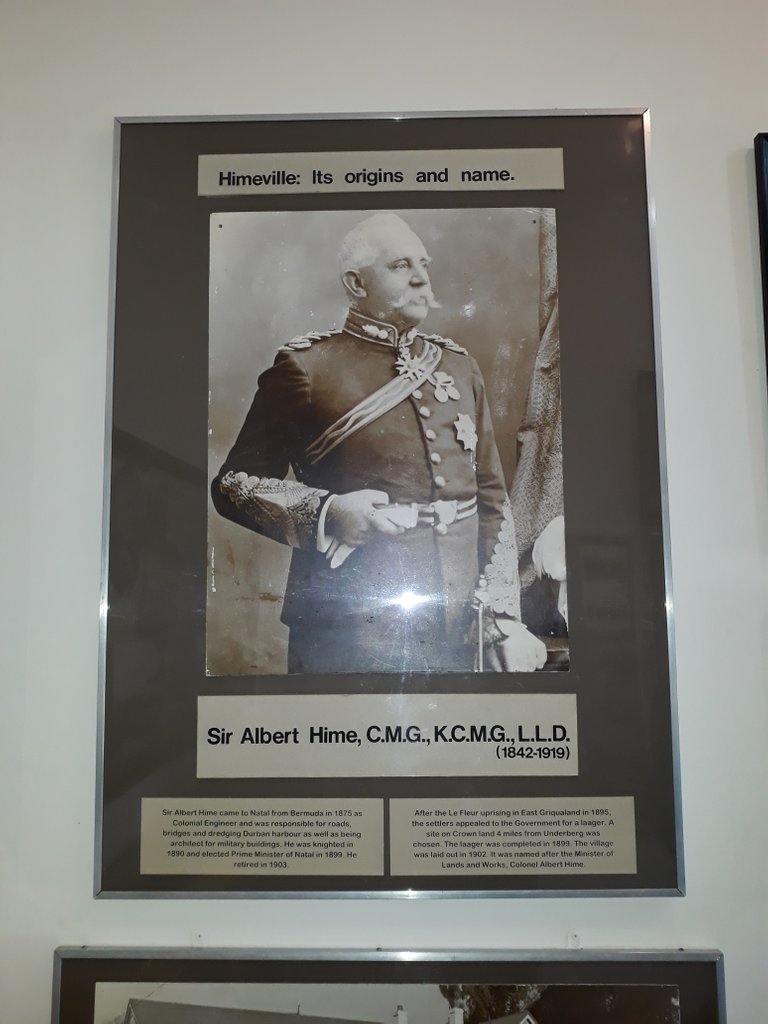 Himeville: Its origins and name.
Sir Albert Hime, C.M.G., K.C.M.G., L.L.D.
(1842-1919)
Sir Albert Hime came to Natal from Bermuda in 1875 as
Colonial Engineer and was responsible for roads,
bridges and dredging Durban harbour as well as being
architect for military buildings. He was knighted in
1890 and elected Prime Minister of Natal in 1899. He
retired in 1903.
After the Le Fleur uprising in East Griqualand in 1895,
the settlers appealed to the Government for a laager. A
site on Crown land 4 miles from Underberg was
chosen. The laager was completed in 1899. The village
was laid out in 1902. It was named after the Minister of
Lands and Works, Colonel Albert Hime.